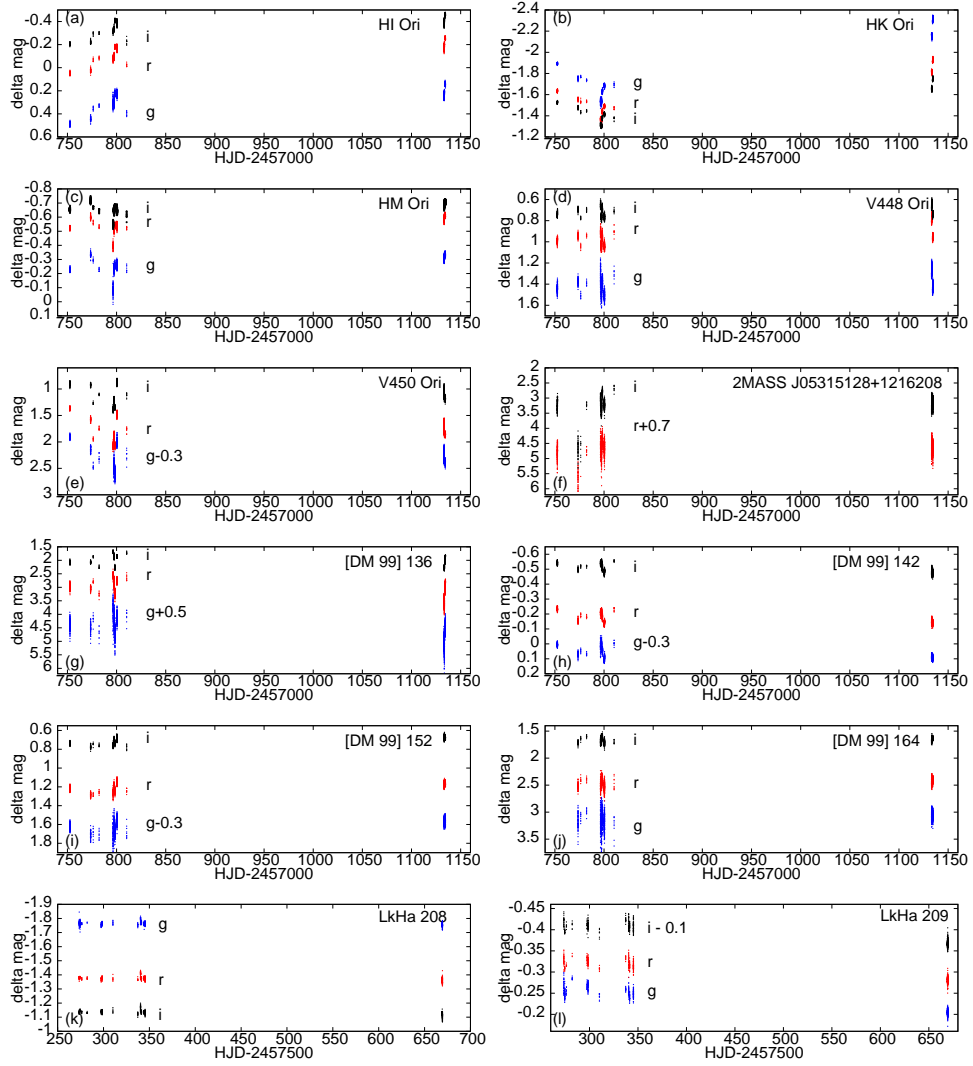 (a) HI Ori
delta mag
-0.4
-0.2
0
0.2
0.4
0.6
i
r
g
750 800 850 900 950 1000 1050 1100 1150
HJD-2457000
(b) HK Ori
delta mag
-2.4
-2.2
-2
-1.8
-1.6
-1.4
-1.2
g
r
i
750 800 850 900 950 1000 1050 1100 1150
HJD-2457000
(c) HM Ori
delta mag
-0.8
-0.7
-0.6
-0.5
-0.4
-0.3
-0.2
-0.1
0
0.1
i
r
g
750 800 850 900 950 1000 1050 1100 1150
HJD-2457000
(d) V448 Ori
delta mag
0.6
0.8
1
1.2
1.4
1.6
i
r
g
750 800 850 900 950 1000 1050 1100 1150
HJD-2457000
V450 Ori
delta mag
1
1.5
2
2.5
3
i
r
g-0.3
(e)
750 800 850 900 950 1000 1050 1100 1150
HJD-2457000
2MASS J05315128+1216208
delta mag
2.5
3
3.5
4
4.5
5
5.5
6
i
r+0.7
(f)
750 800 850 900 950 1000 1050 1100 1150
HJD-2457000
[DM 99] 136
delta mag
1.5
2
2.5
3
3.5
4
4.5
5
5.5
6
i
r
g+0.5
(g)
750 800 850 900 950 1000 1050 1100 1150
HJD-2457000
[DM 99] 142
delta mag
-0.6
-0.5
-0.4
-0.3
-0.2
-0.1
0
0.1
0.2
i
r
g-0.3
(h)
750 800 850 900 950 1000 1050 1100 1150
HJD-2457000
[DM 99] 152
delta mag
0.6
0.8
1
1.2
1.4
1.6
1.8
i
r
g-0.3
(i)
750 800 850 900 950 1000 1050 1100 1150
HJD-2457000
[DM 99] 164
delta mag
1.5
2
2.5
3
3.5
i
r
g
(j)
750 800 850 900 950 1000 1050 1100 1150
HJD-2457000
LkHa 208
delta mag
-1.9
-1.8
-1.7
-1.6
-1.5
-1.4
-1.3
-1.2
-1.1
-1
g
r
i
(k)
250 300 350 400 450 500 550 600 650 700
HJD-2457500
LkHa 209
delta mag
-0.45
-0.4
-0.35
-0.3
-0.25
-0.2
i - 0.1
r
g
(l)
300 350 400 450 500 550 600 650 700
HJD-2457500